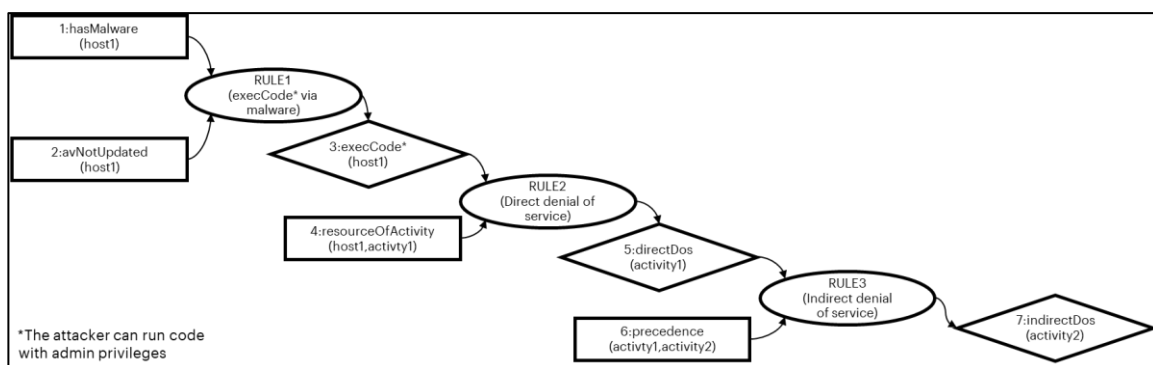 1:hasMalware
(host1)
RULE1
(execCode* via
malware)
2:avNotUpdated
(host1)
3:execCode*
(host1)
RULE2
(Direct denial of
service)
4:resourceOfActivity
(host1,activty1)
5:directDos
(activity1)
RULE3
(Indirect denial
of service)
6:precedence
(activty1,activity2)
7:indirectDos
(activity2)
*The attacker can run code
with admin privileges